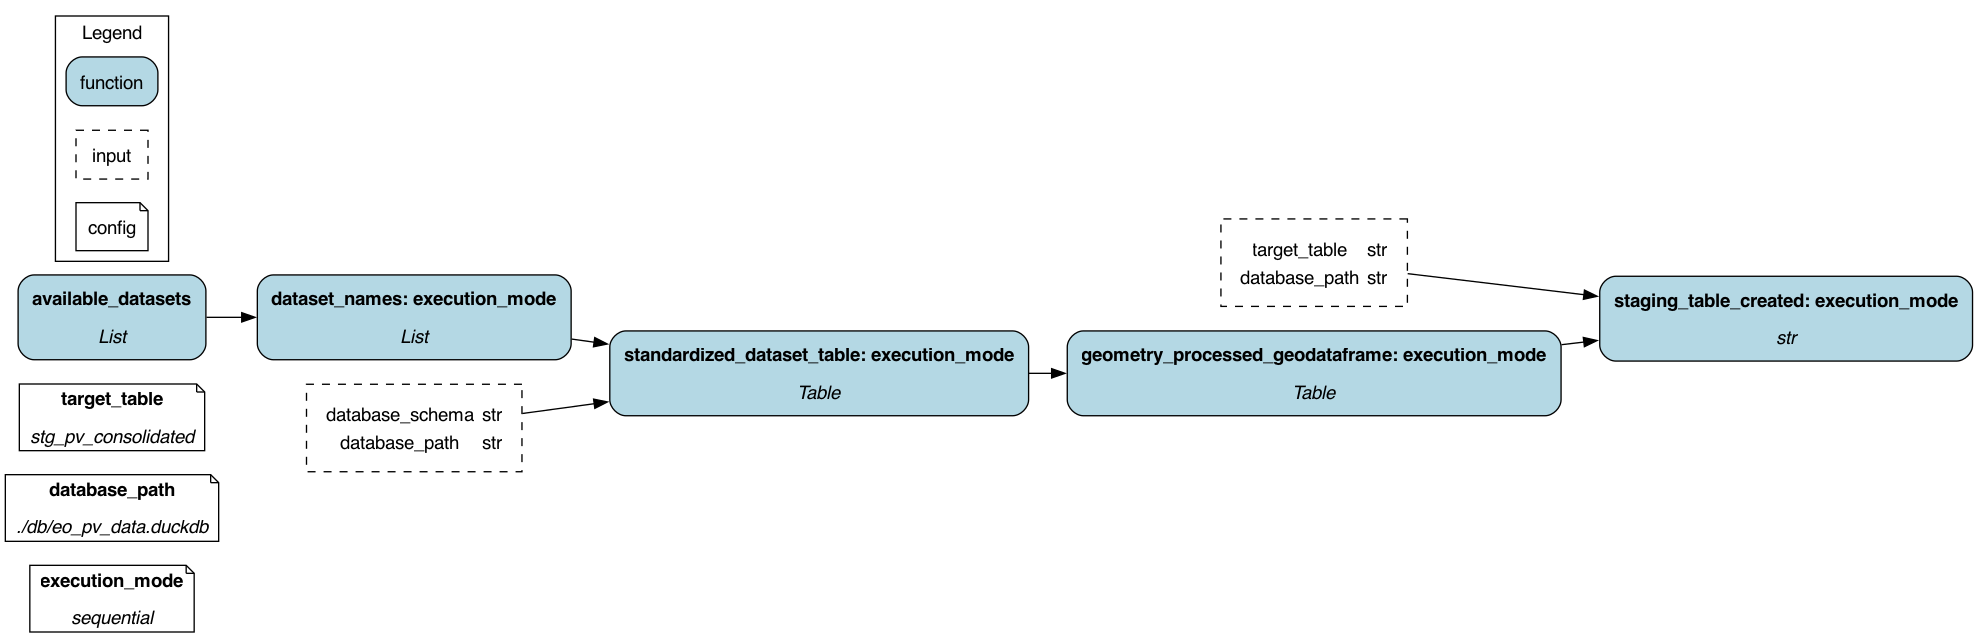 Legend
function
input
config
available_datasets
List
dataset_names: execution_mode
List
standardized_dataset_table: execution_mode
Table
geometry_processed_geodataframe: execution_mode
Table
staging_table_created: execution_mode
str
target_table str
database_path str
database_schema str
database_path str
target_table
stg_pv_consolidated
database_path
./db/eo_pv_data.duckdb
execution_mode
sequential